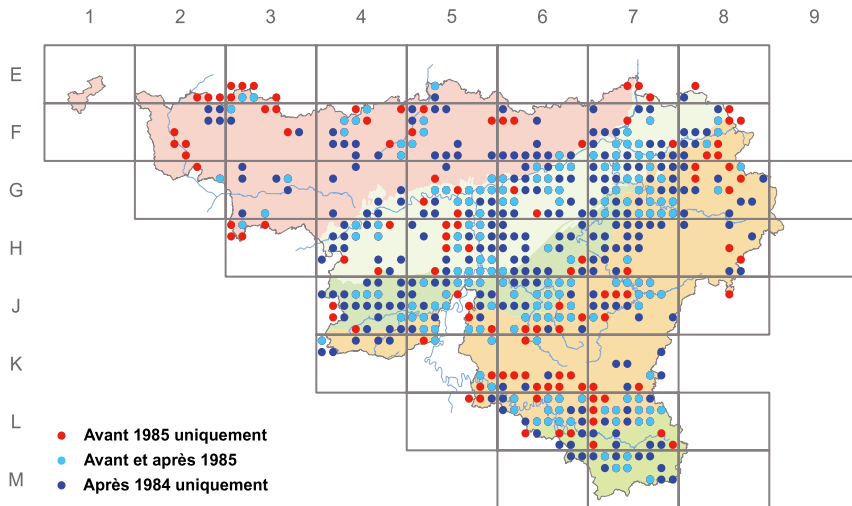 1 2 3 4 5 6 7 8 9
E
F
G
H
J
K
L
M
Avant 1985 uniquement
Avant et après 1985
Après 1984 uniquement